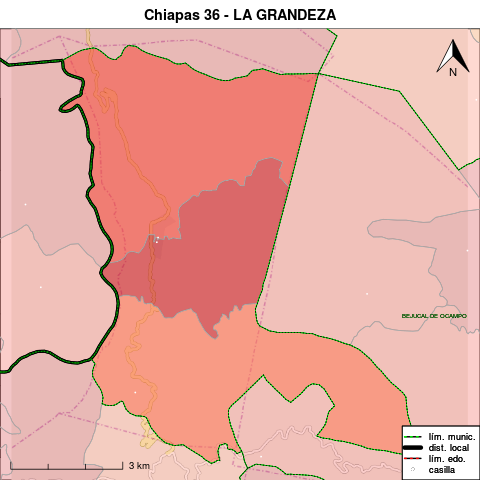 Chiapas 36 - LA GRANDEZA
N
BEJUCAL DE OCAMPO
lím. munic.
dist. local
lím. edo.
casilla
3 km